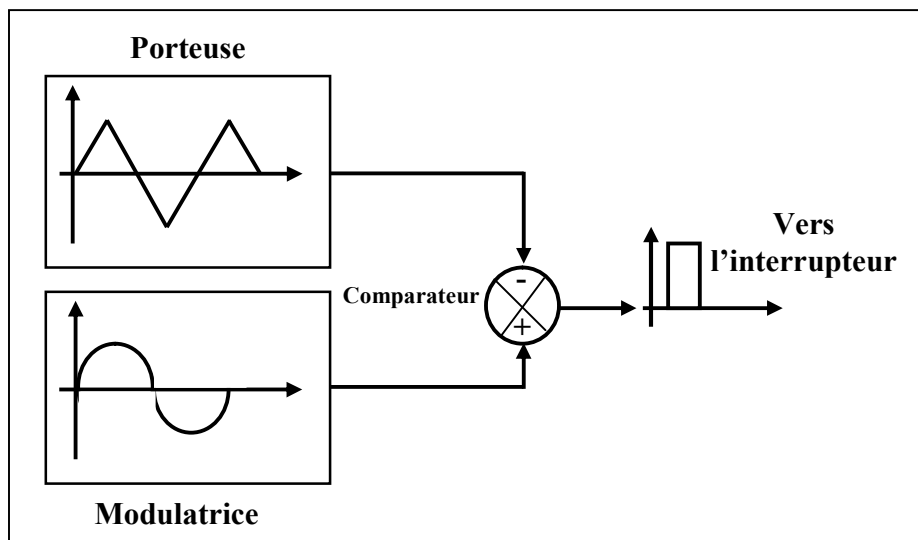 Porteuse
Vers
l’interrupteur
Comparateur
-
+
Modulatrice